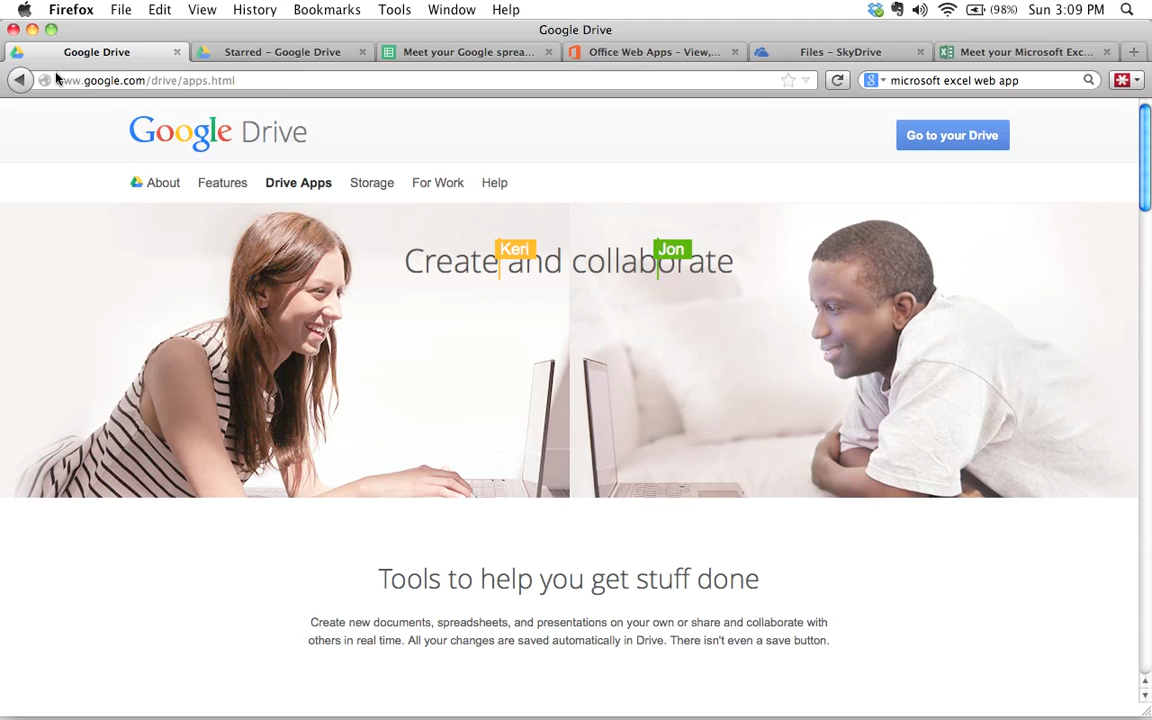 Firefox File Edit View History Bookmarks Tools Window Help (98%) Sun 3:09 PM
Google Drive
Google Drive Starred – Google Drive Meet your Google sprea... Office Web Apps – View,... Files – SkyDrive Meet your Microsoft Exc...
www.google.com/drive/apps.html microsoft excel web app
Google Drive Go to your Drive
About Features Drive Apps Storage For Work Help
Keri Jon
Create and collaborate
Tools to help you get stuff done
Create new documents, spreadsheets, and presentations on your own or share and collaborate with
others in real time. All your changes are saved automatically in Drive. There isn't even a save button.